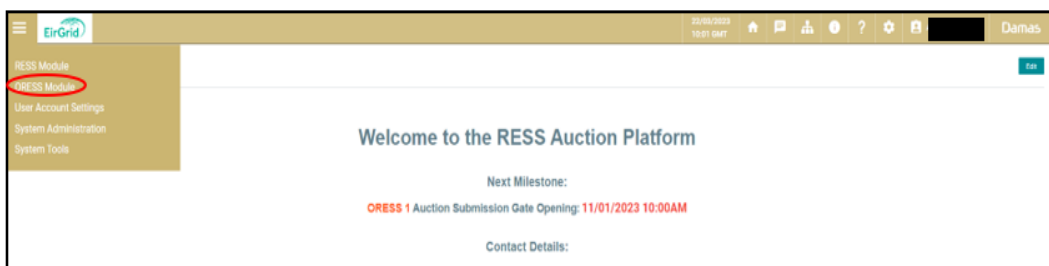 22/03/2023
10:01 GMT
EirGrid
Damas
RESS Module
ORESS Module
User Account Settings
System Administration
System Tools
Edit
Welcome to the RESS Auction Platform
Next Milestone:
ORESS 1 Auction Submission Gate Opening: 11/01/2023 10:00AM
Contact Details: